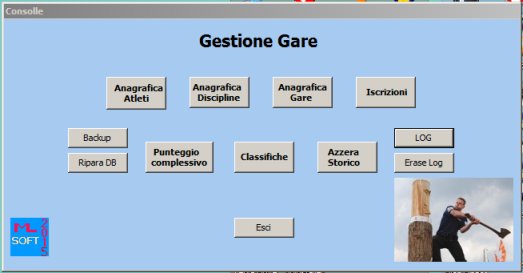 Consolle
Gestione Gare
Anagrafica
Atleti
Anagrafica
Discipline
Anagrafica
Gare
Iscrizioni
Backup
Ripara DB
Punteggio
complessivo
Classifiche
Azzera
Storico
LOG
Erase Log
Esci
ML
SOFT
2015